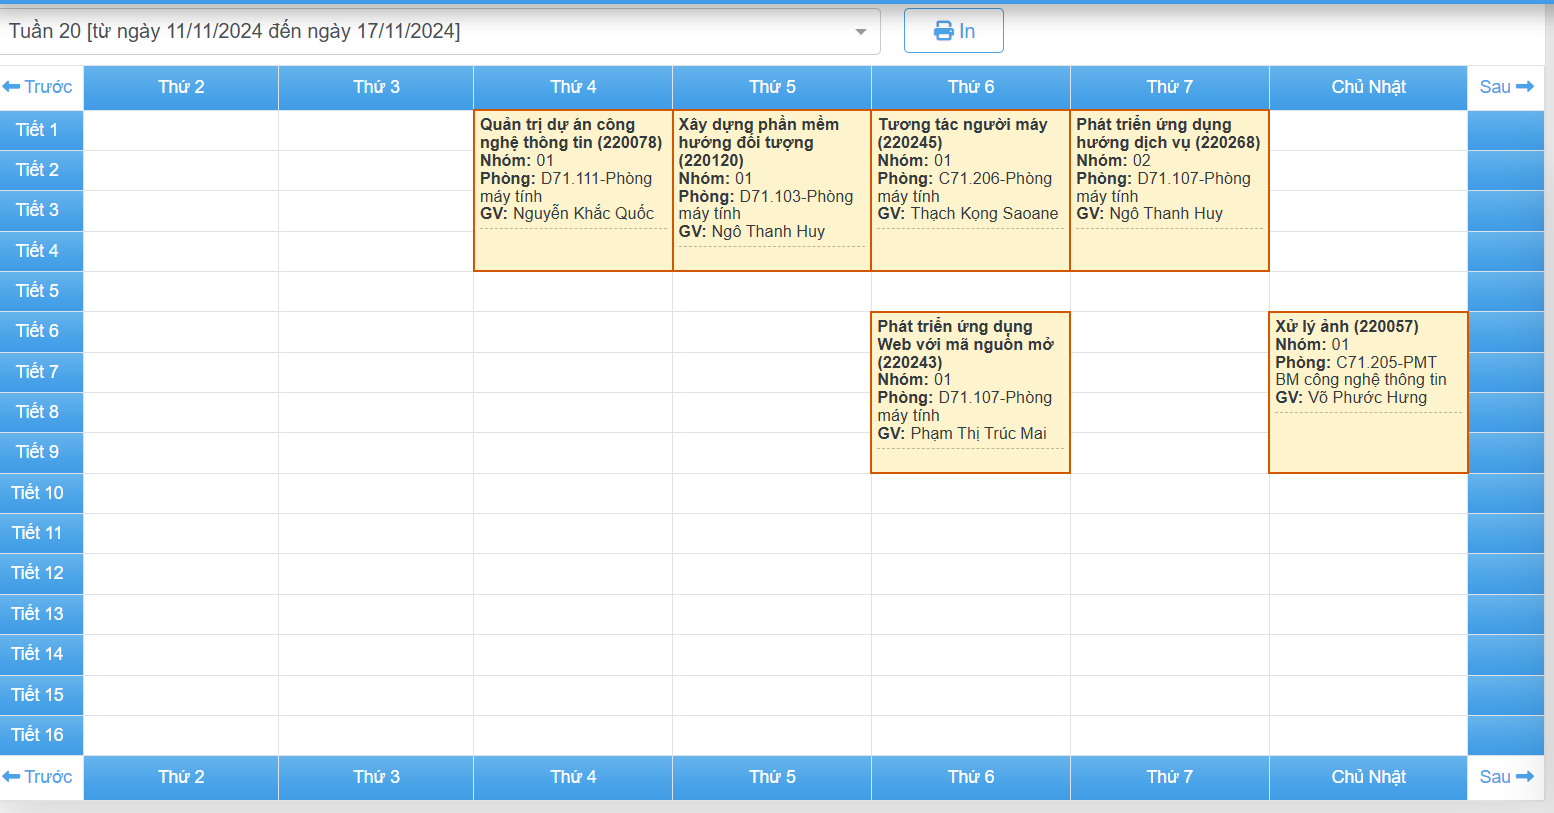 Tuần 20 [từ ngày 11/11/2024 đến ngày 17/11/2024]
In
Trước
Thứ 2
Thứ 3
Thứ 4
Thứ 5
Thứ 6
Thứ 7
Chủ Nhật
Sau
Tiết 1
Tiết 2
Tiết 3
Tiết 4
Tiết 5
Tiết 6
Tiết 7
Tiết 8
Tiết 9
Tiết 10
Tiết 11
Tiết 12
Tiết 13
Tiết 14
Tiết 15
Tiết 16
Quản trị dự án công
nghệ thông tin (220078)
Nhóm: 01
Phòng: D71.111-Phòng
máy tính
GV: Nguyễn Khắc Quốc
Xây dựng phần mềm
hướng đối tượng
(220120)
Nhóm: 01
Phòng: D71.103-Phòng
máy tính
GV: Ngô Thanh Huy
Tương tác người máy
(220245)
Nhóm: 01
Phòng: C71.206-Phòng
máy tính
GV: Thạch Kọng Saoane
Phát triển ứng dụng
hướng dịch vụ (220268)
Nhóm: 02
Phòng: D71.107-Phòng
máy tính
GV: Ngô Thanh Huy
Phát triển ứng dụng
Web với mã nguồn mở
(220243)
Nhóm: 01
Phòng: D71.107-Phòng
máy tính
GV: Phạm Thị Trúc Mai
Xử lý ảnh (220057)
Nhóm: 01
Phòng: C71.205-PMT
BM công nghệ thông tin
GV: Võ Phước Hưng
Trước
Thứ 2
Thứ 3
Thứ 4
Thứ 5
Thứ 6
Thứ 7
Chủ Nhật
Sau